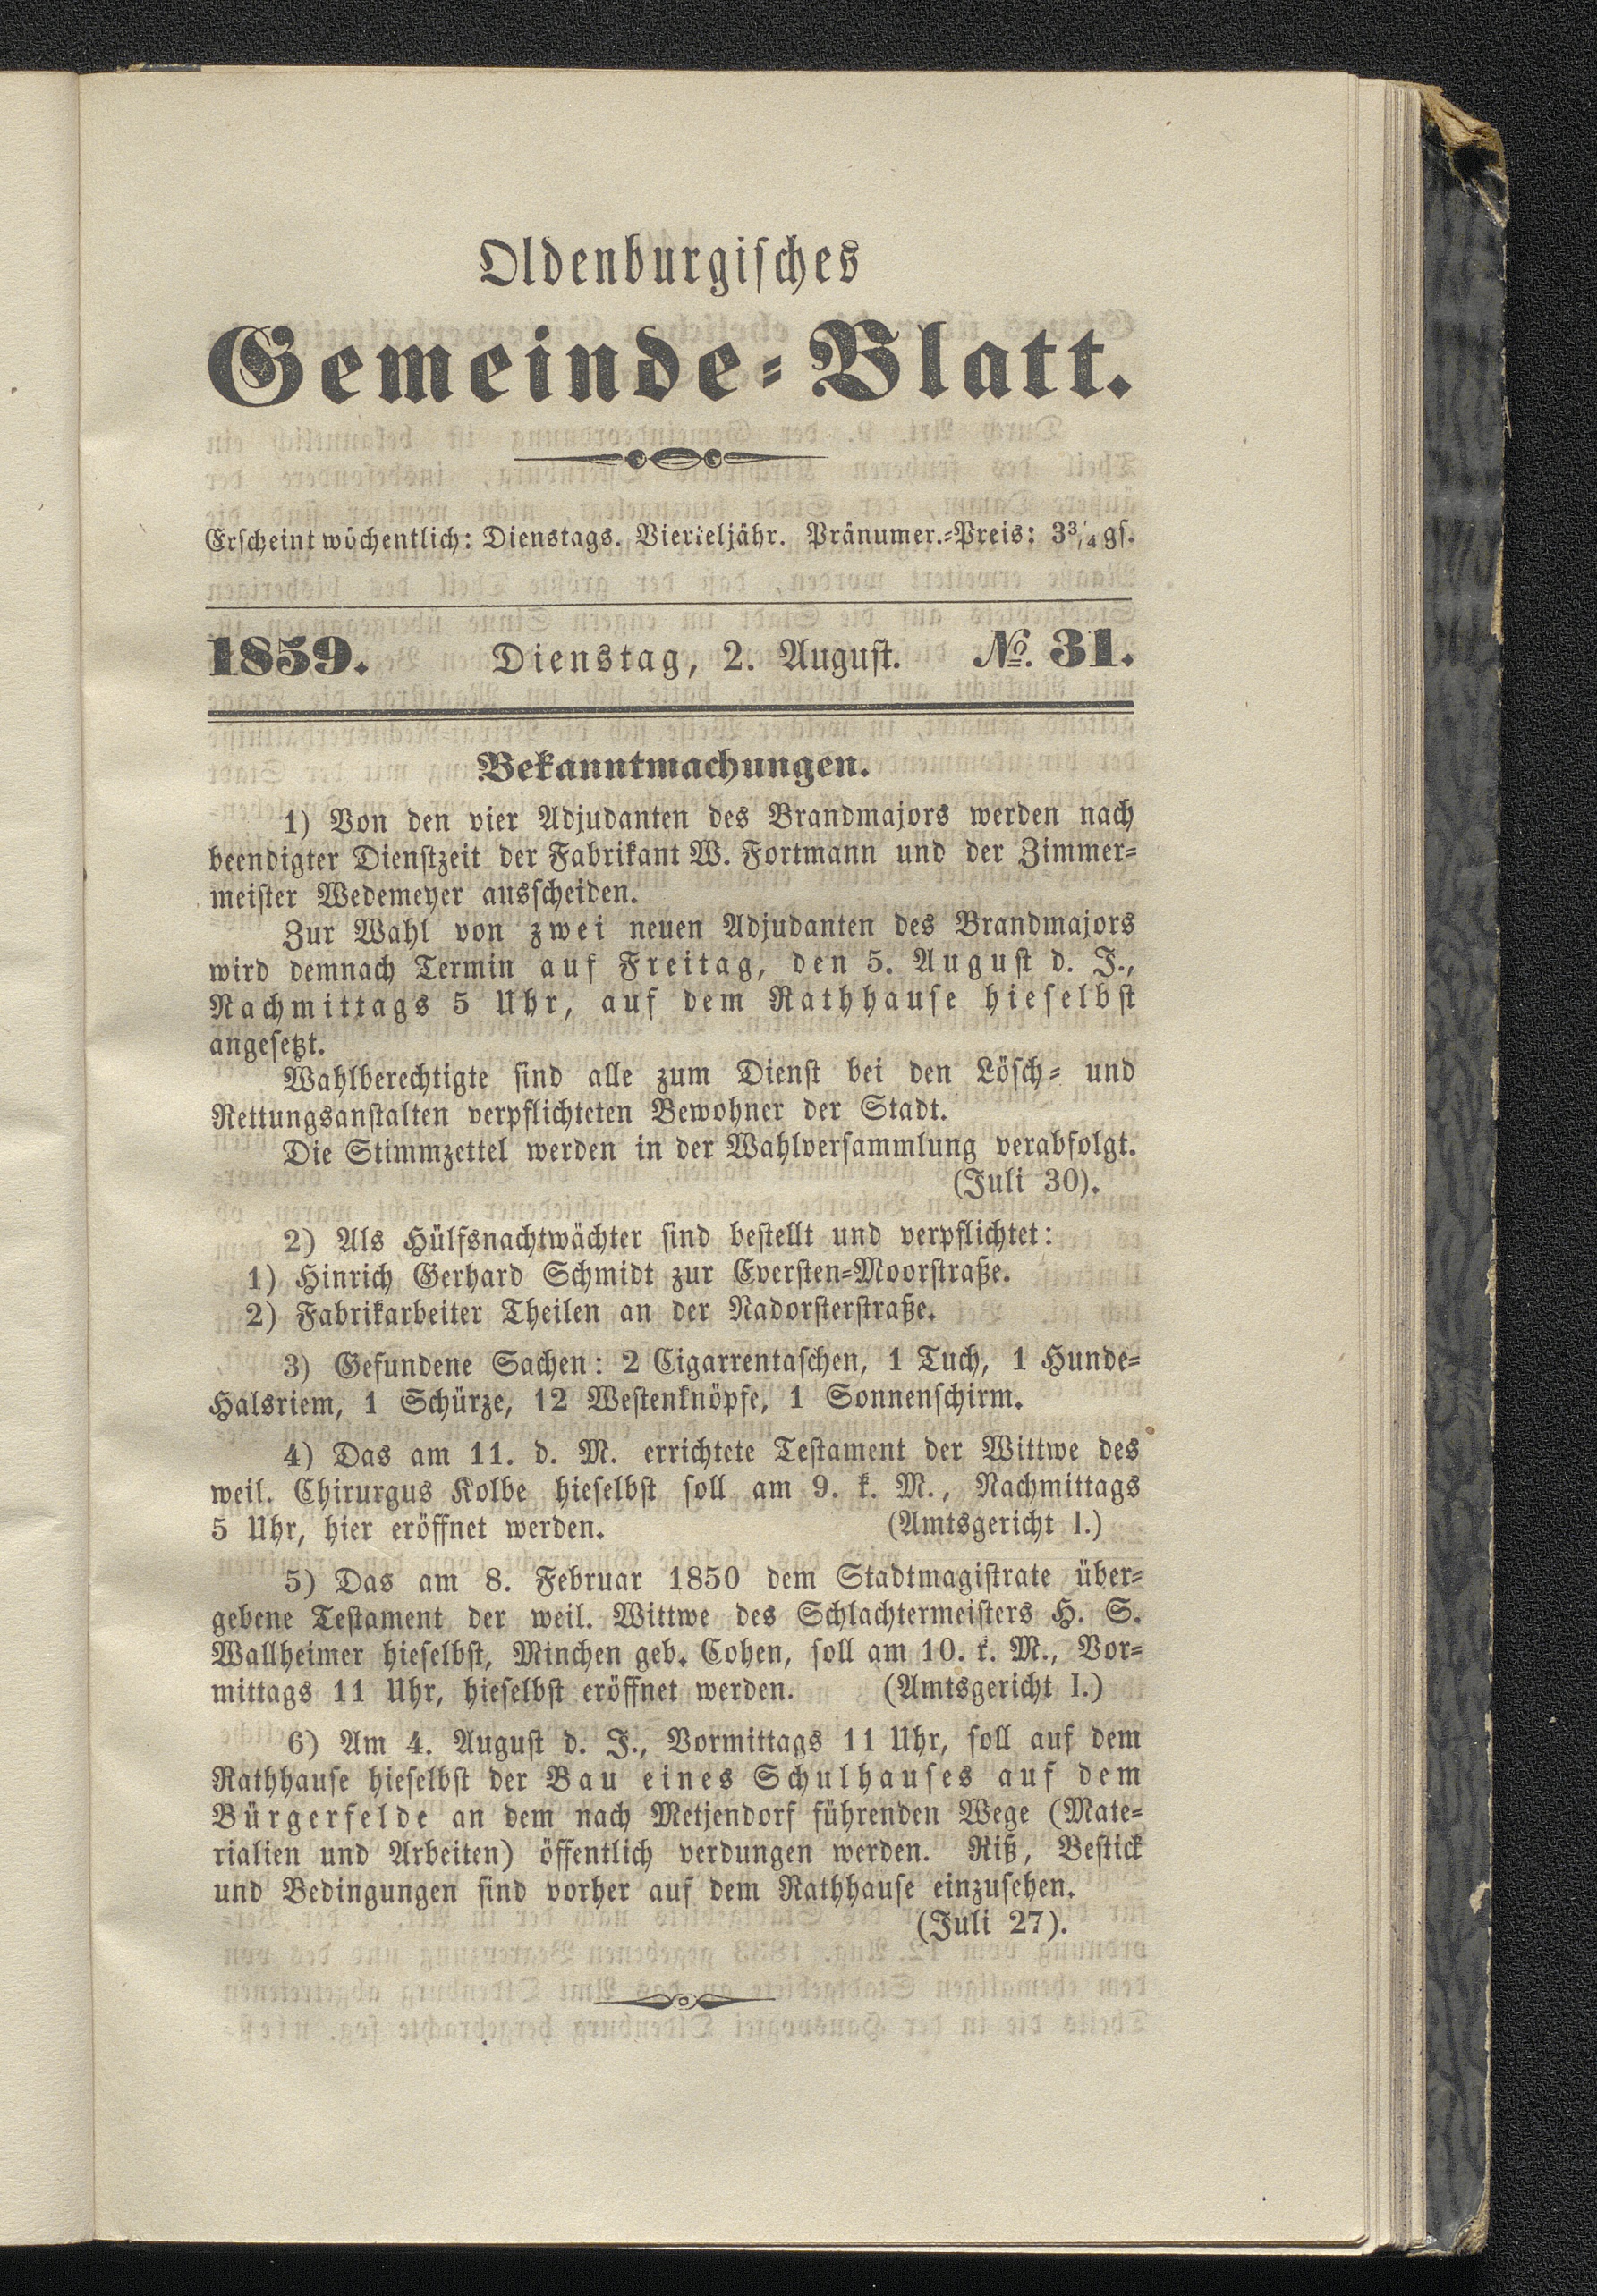 Oldenburgisches
Gemeinde-Blatt.
Erscheint wöchentlich: Dienstags. Vierteljähr. Pränumer.-Preis: 3 3/4 gs.
1859. Dienstag, 2. August. No. 31.
Bekanntmachungen.
1) Von den vier Adjudanten des Brandmajors werden nach
beendigter Dienstzeit der Fabrikant W. Fortmann und der Zimmer-
meister Wedemeyer ausscheiden.
Zur Wahl von zwei neuen Adjudanten des Brandmajors
wird demnach Termin auf Freitag, den 5. August d. J.,
Nachmittags 5 Uhr, auf dem Rathhause hieselbst
angesetzt.
Wahlberechtigte sind alle zum Dienst bei den Lösch- und
Rettungsanstalten verpflichteten Bewohner der Stadt.
Die Stimmzettel werden in der Wahlversammlung verabfolgt.
(Juli 30).
2) Als Hülfsnachtwächter sind bestellt und verpflichtet:
1) Hinrich Gerhard Schmidt zur Eversten-Moorstraße.
2) Fabrikarbeiter Theilen an der Nadorsterstraße.
3) Gefundene Sachen: 2 Cigarrentaschen, 1 Tuch, 1 Hunde-
Halsriem, 1 Schürze, 12 Westenknöpfe, 1 Sonnenschirm.
4) Das am 11. d. M. errichtete Testament der Wittwe des
weil. Chirurgus Kolbe hieselbst soll am 9. k. M., Nachmittags
5 Uhr, hier eröffnet werden. (Amtsgericht I.)
5) Das am 8. Februar 1850 dem Stadtmagistrate über-
gebene Testament der weil. Wittwe des Schlachtermeisters H. S.
Wallheimer hieselbst, Minchen geb. Cohen, soll am 10. k. M., Vor-
mittags 11 Uhr, hieselbst eröffnet werden. (Amtsgericht I.)
6) Am 4. August d. J., Vormittags 11 Uhr, soll auf dem
Rathhause hieselbst der Bau eines Schulhauses auf dem
Bürgerfelde an dem nach Metjendorf führenden Wege (Mate-
rialien und Arbeiten) öffentlich verdungen werden. Riß, Bestick
und Bedingungen sind vorher auf dem Rathhause einzusehen.
(Juli 27).